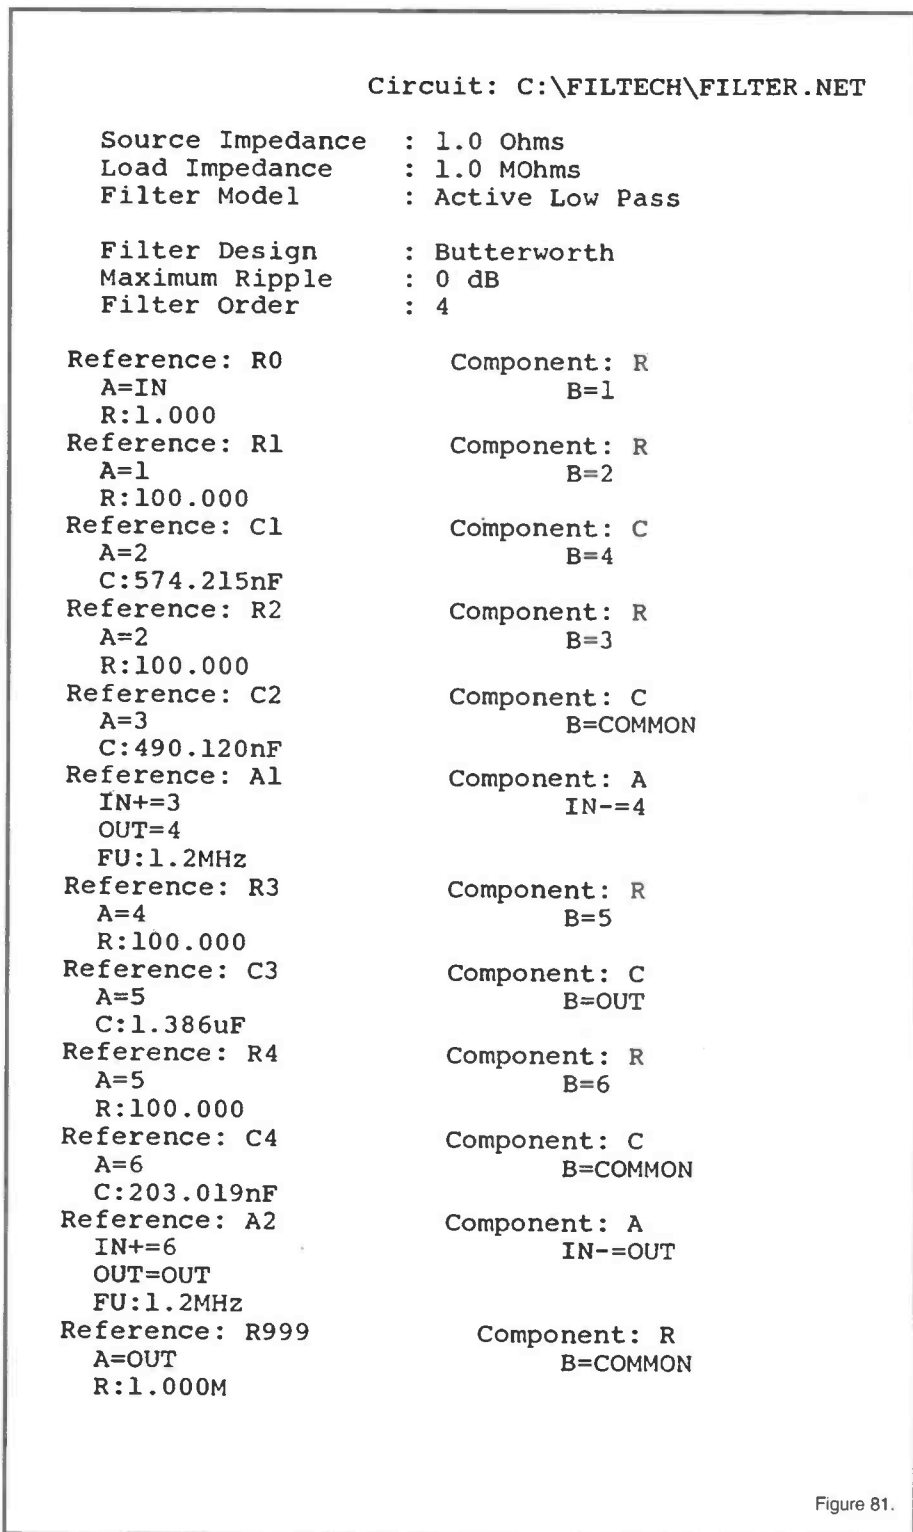 Circuit: C:\FILTECH\FILTER.NET
Source Impedance : 1.0 Ohms
Load Impedance : 1.0 MOhms
Filter Model : Active Low Pass
Filter Design : Butterworth
Maximum Ripple : 0 dB
Filter Order : 4
Reference: R0 Component: R
A=IN B=1
R:1.000
Reference: R1 Component: R
A=1 B=2
R:100.000
Reference: C1 Component: C
A=2 B=4
C:574.215nF
Reference: R2 Component: R
A=2 B=3
R:100.000
Reference: C2 Component: C
A=3 B=COMMON
C:490.120nF
Reference: A1 Component: A
IN+=3 IN-=4
OUT=4
FU:1.2MHz
Reference: R3 Component: R
A=4 B=5
R:100.000
Reference: C3 Component: C
A=5 B=OUT
C:1.386uF
Reference: R4 Component: R
A=5 B=6
R:100.000
Reference: C4 Component: C
A=6 B=COMMON
C:203.019nF
Reference: A2 Component: A
IN+=6 IN-=OUT
OUT=OUT
FU:1.2MHz
Reference: R999 Component: R
A=OUT B=COMMON
R:1.000M
Figure 81.